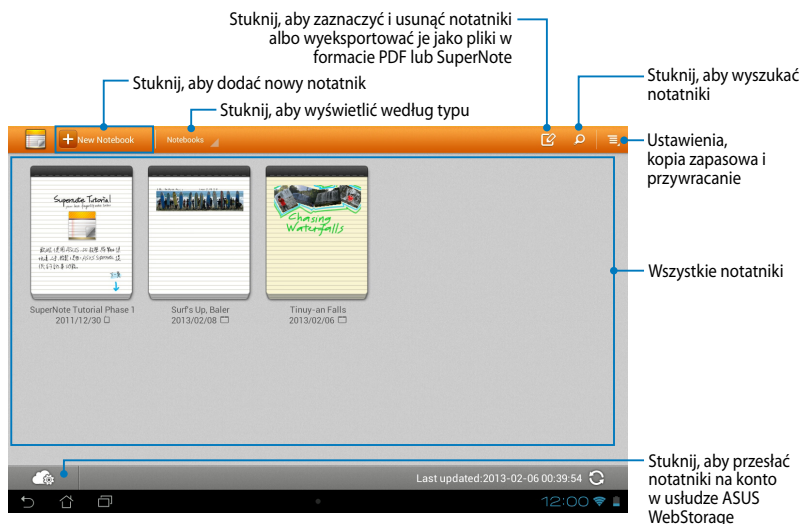 Stuknij, aby zaznaczyć i usunąć notatniki
albo wyeksportować je jako pliki w
formacie PDF lub SuperNote
Stuknij, aby dodać nowy notatnik
Stuknij, aby wyszukać
notatniki
Stuknij, aby wyświetlić według typu
New Notebook
Notebooks
Ustawienia,
kopia zapasowa i
przywracanie
Supernote Tutorial
Chasing
Waterfalls
Wszystkie notatniki
SuperNote Tutorial Phase 1
2011/12/30
Surf's Up, Baler
2013/02/08
Tinuy-an Falls
2013/02/06
Last updated:2013-02-06 00:39:54
12:00
Stuknij, aby przesłać
notatniki na konto
w usłudze ASUS
WebStorage